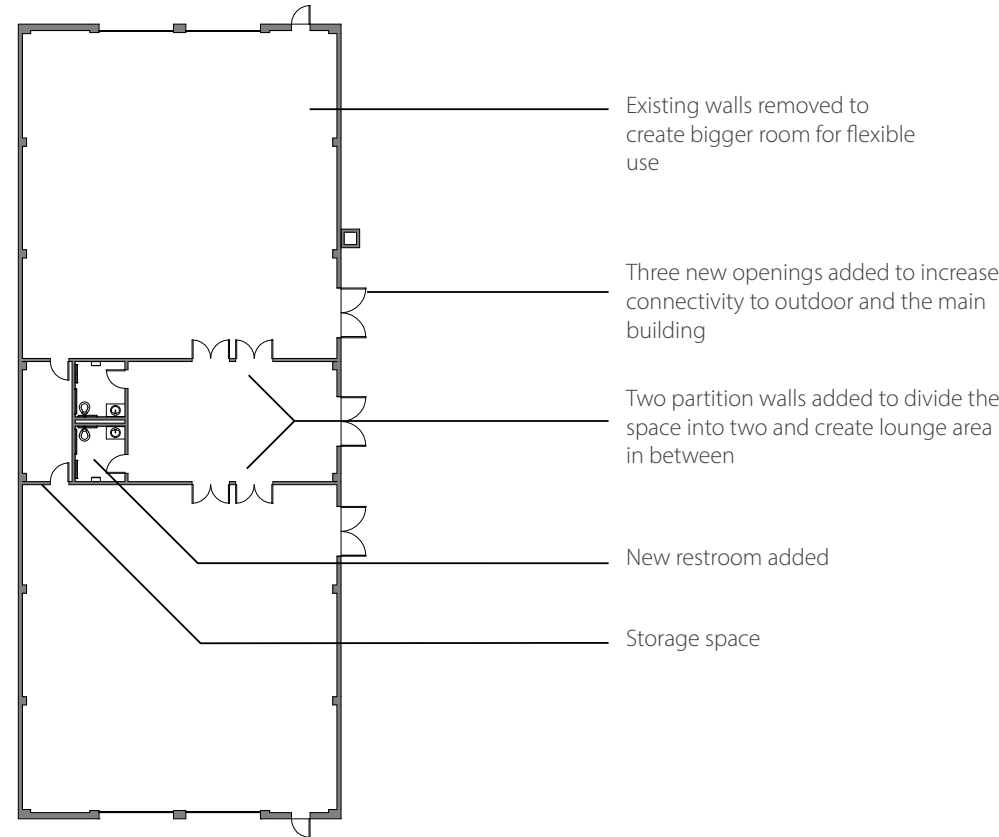 Existing walls removed to
create bigger room for flexible
use
Three new openings added to increase
connectivity to outdoor and the main
building
Two partition walls added to divide the
space into two and create lounge area
in between
New restroom added
Storage space